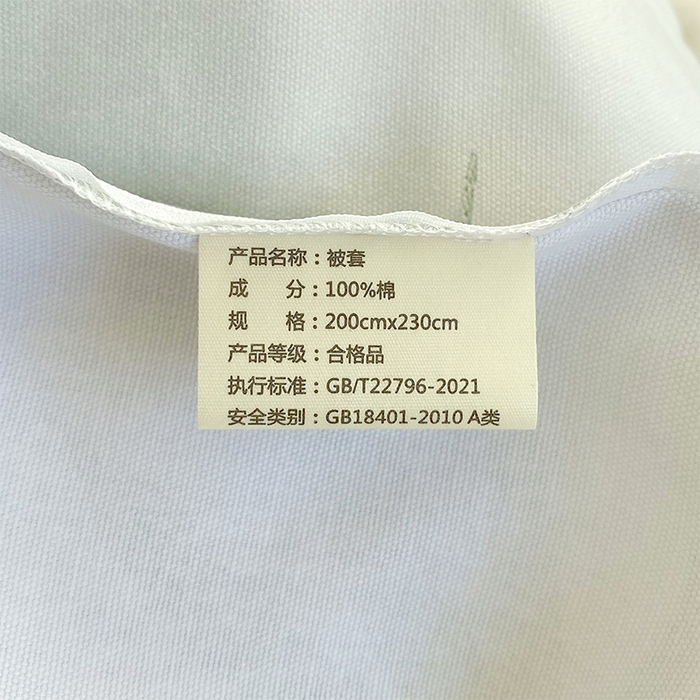 产品名称：被套
成 分：100%棉
规 格：200cmx230cm
产品等级：合格品
执行标准：GB/T22796-2021
安全类别：GB18401-2010 A类